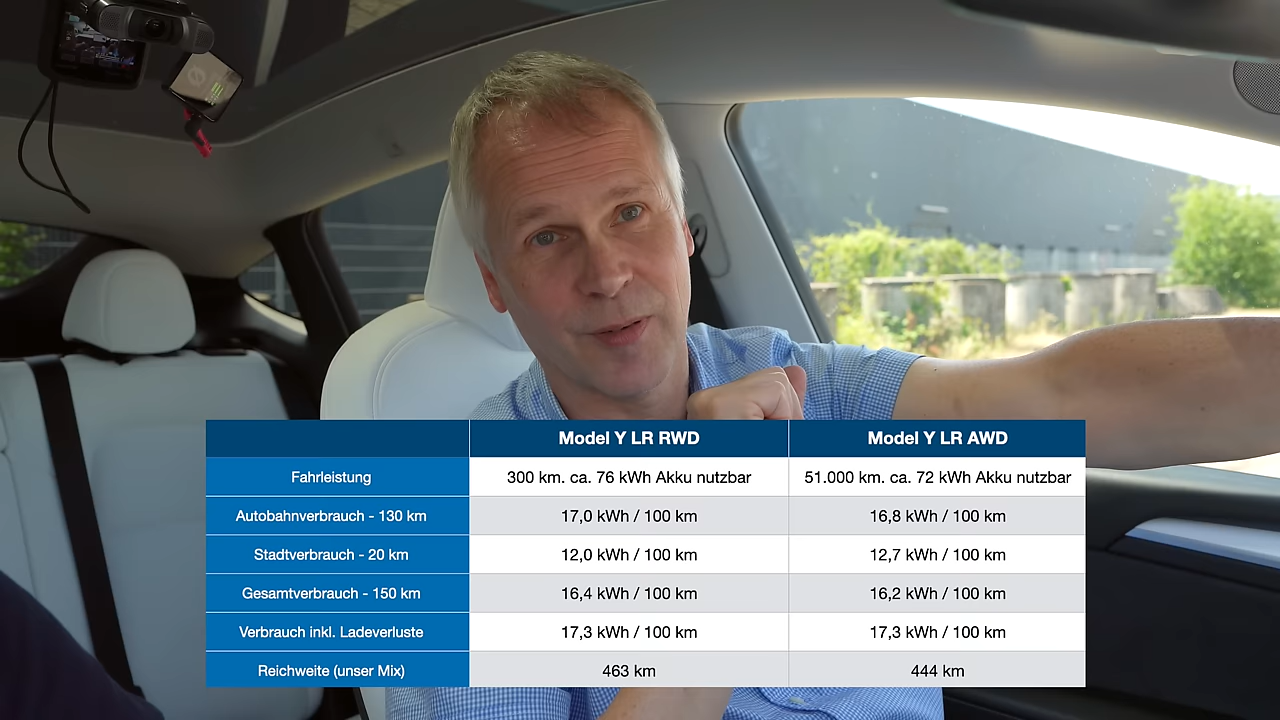 Model Y LR RWD Model Y LR AWD
Fahrleistung 300 km. ca. 76 kWh Akku nutzbar 51.000 km. ca. 72 kWh Akku nutzbar
Autobahnverbrauch - 130 km 17,0 kWh / 100 km 16,8 kWh / 100 km
Stadtverbrauch - 20 km 12,0 kWh / 100 km 12,7 kWh / 100 km
Gesamtverbrauch - 150 km 16,4 kWh / 100 km 16,2 kWh / 100 km
Verbrauch inkl. Ladeverluste 17,3 kWh / 100 km 17,3 kWh / 100 km
Reichweite (unser Mix) 463 km 444 km